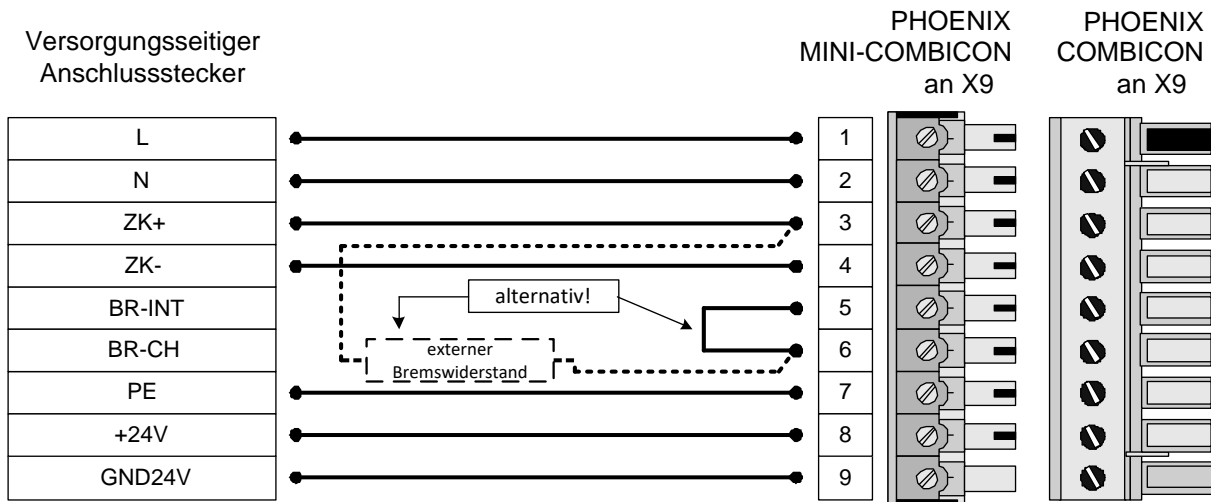 Versorgungsseitiger
Anschlussstecker
PHOENIX
MINI-COMBICON
an X9
PHOENIX
COMBICON
an X9
L
1
N
2
ZK+
3
ZK-
4
alternativ!
BR-INT
5
BR-CH
6
externer
Bremswiderstand
PE
7
+24V
8
GND24V
9